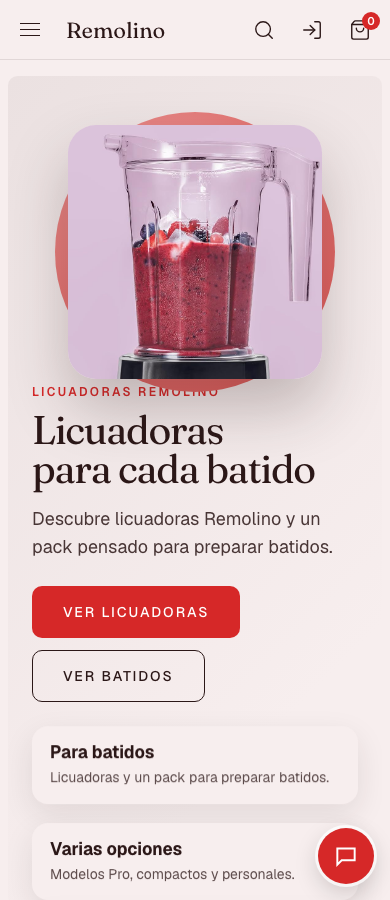 Remolino
0
LICUADORAS REMOLINO
Licuadoras
para cada batido
Descubre licuadoras Remolino y un
pack pensado para preparar batidos.
VER LICUADORAS
VER BATIDOS
Para batidos
Licuadoras y un pack para preparar batidos.
Varias opciones
Modelos Pro, compactos y personales.